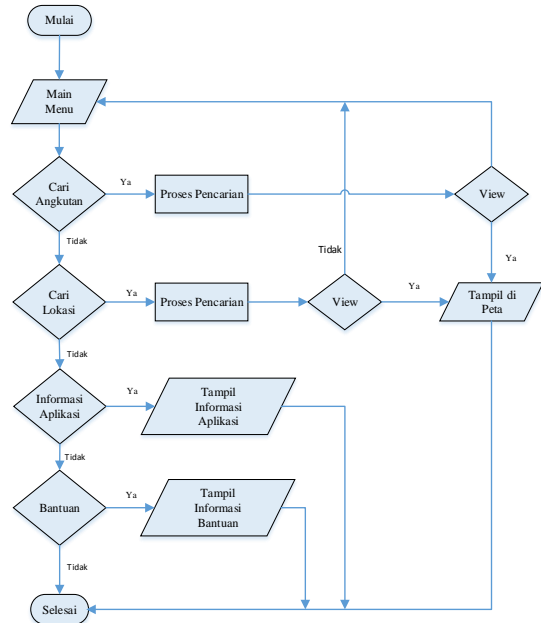 Mulai
Main
Menu
Cari
Angkutan
Ya
Proses Pencarian
View
Tidak
Tidak
Ya
Cari
Lokasi
Ya
Proses Pencarian
View
Ya
Tampil di
Peta
Tidak
Informasi
Aplikasi
Ya
Tampil
Informasi
Aplikasi
Tidak
Bantuan
Ya
Tampil
Informasi
Bantuan
Tidak
Selesai